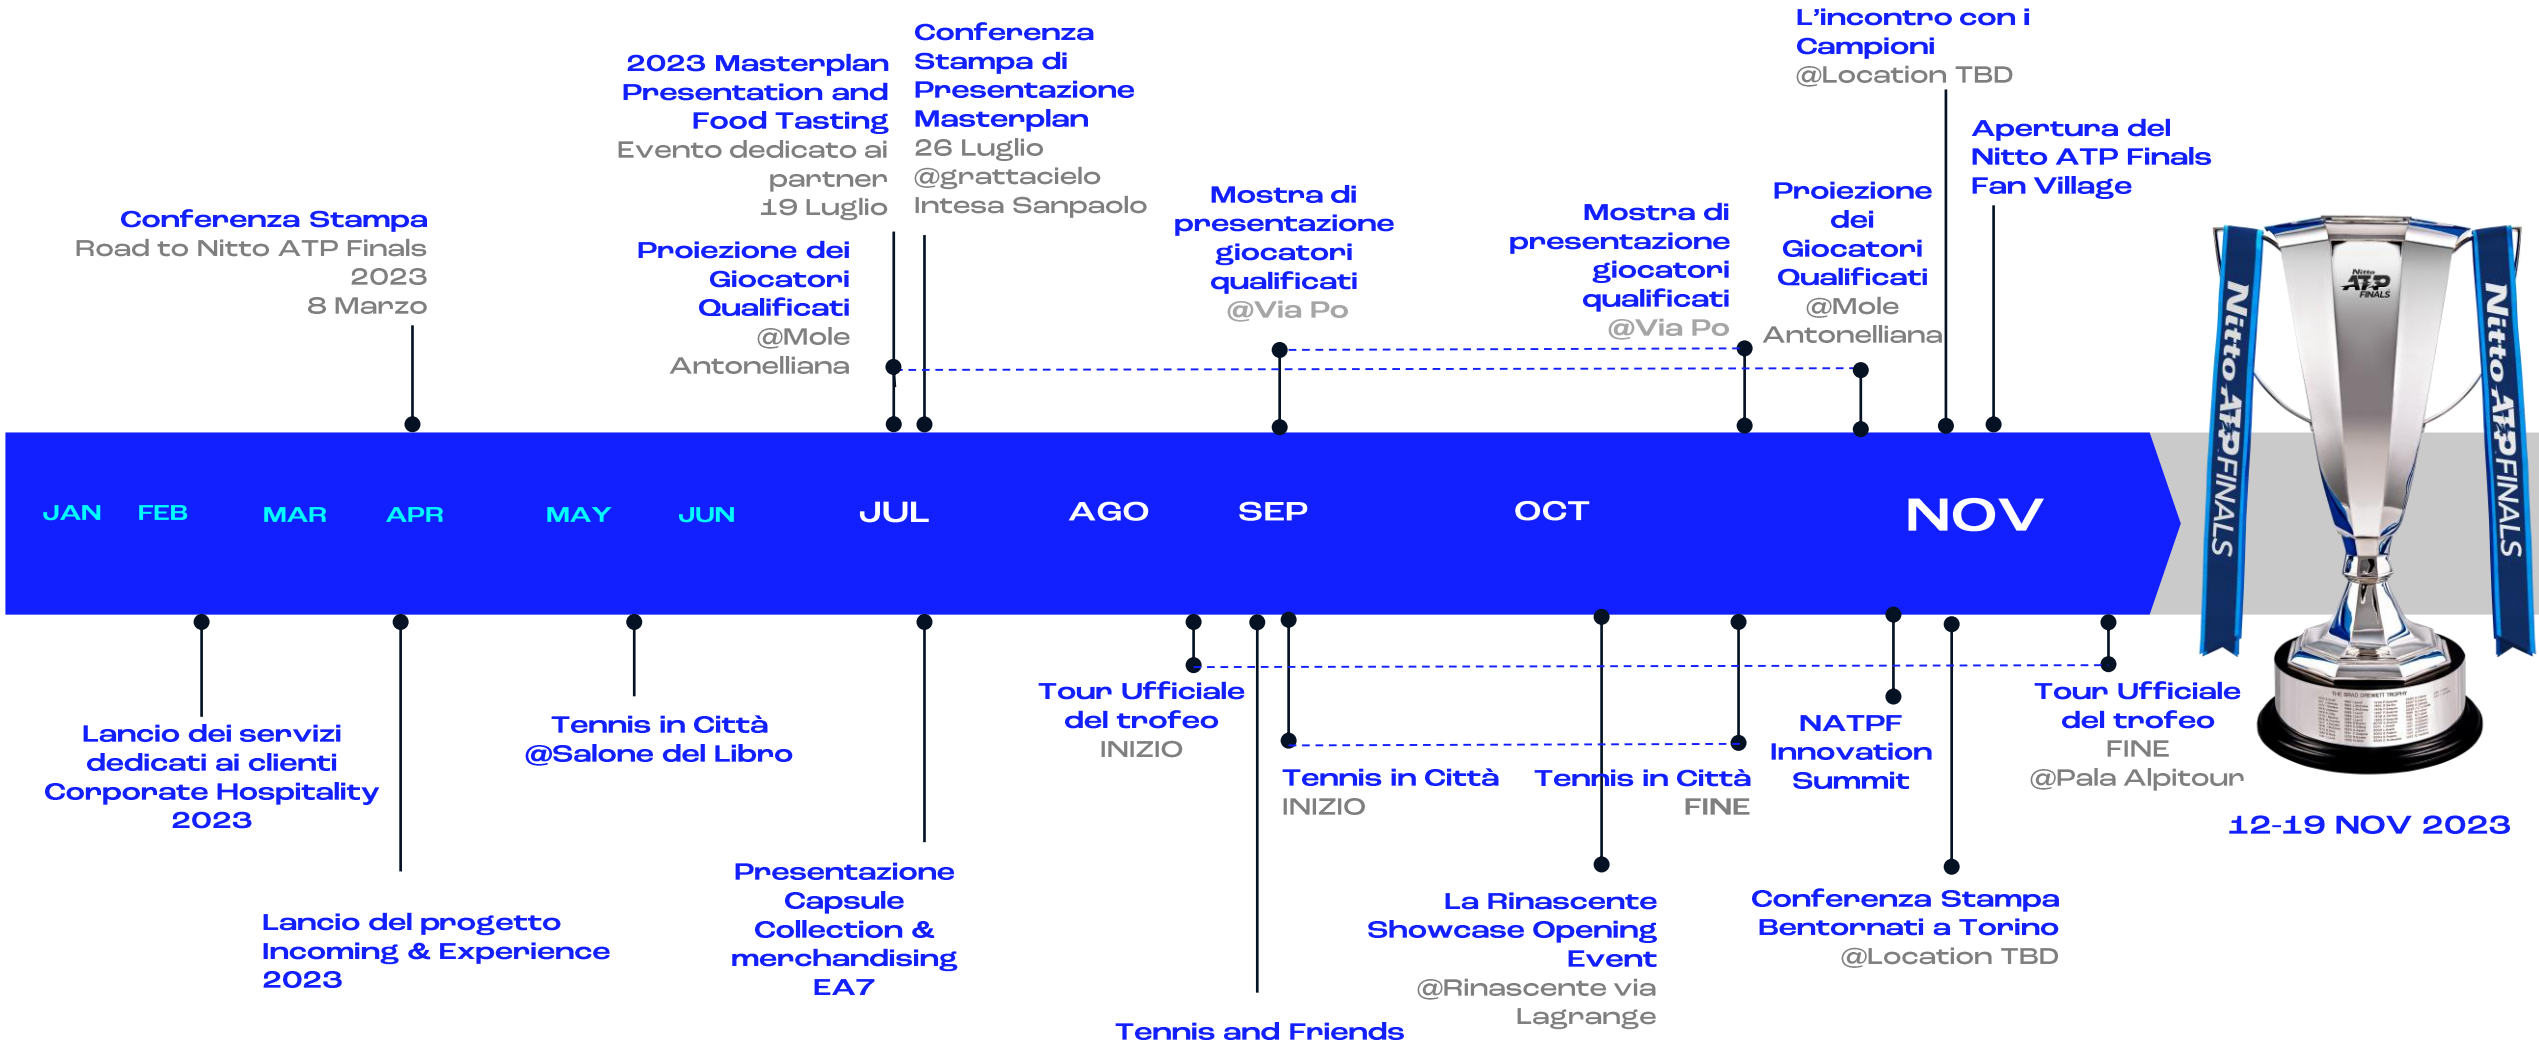 Conferenza Stampa
Road to Nitto ATP Finals
2023
8 Marzo
2023 Masterplan
Presentation and
Food Tasting
Evento dedicato ai
partner
19 Luglio
Proiezione dei
Giocatori
Qualificati
@Mole
Antonelliana
Conferenza
Stampa di
Presentazione
Masterplan
26 Luglio
@grattacielo
Intesa Sanpaolo
Mostra di
presentazione
giocatori
qualificati
@Via Po
Mostra di
presentazione
giocatori
qualificati
@Via Po
Proiezione
dei
Giocatori
Qualificati
@Mole
Antonelliana
L'incontro con i
Campioni
@Location TBD
Apertura del
Nitto ATP Finals
Fan Village
JAN FEB MAR APR MAY JUN JUL AGO SEP OCT NOV
Lancio dei servizi
dedicati ai clienti
Corporate Hospitality
2023
Lancio del progetto
Incoming & Experience
2023
Tennis in Città
@Salone del Libro
Presentazione
Capsule
Collection &
merchandising
EA7
Tour Ufficiale
del trofeo
INIZIO
Tennis and Friends
Tennis in Città
INIZIO
Tennis in Città
FINE
La Rinascente
Showcase Opening
Event
@Rinascente via
Lagrange
NATPF
Innovation
Summit
Conferenza Stampa
Bentornati a Torino
@Location TBD
Tour Ufficiale
del trofeo
FINE
@Pala Alpitour
Nitto ATP FINALS
Nitto
ATP
FINALS
Nitto ATP FINALS
THE BRAD DREWETT TROPHY
12-19 NOV 2023